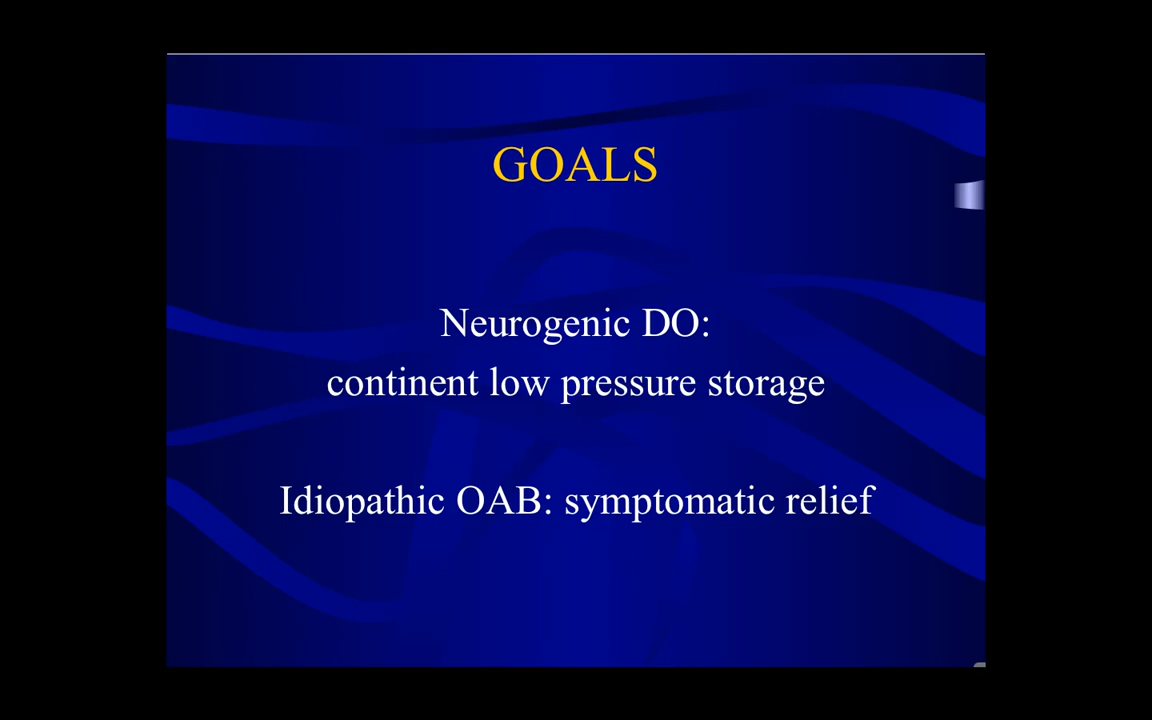 GOALS
Neurogenic DO:
continent low pressure storage
Idiopathic OAB: symptomatic relief